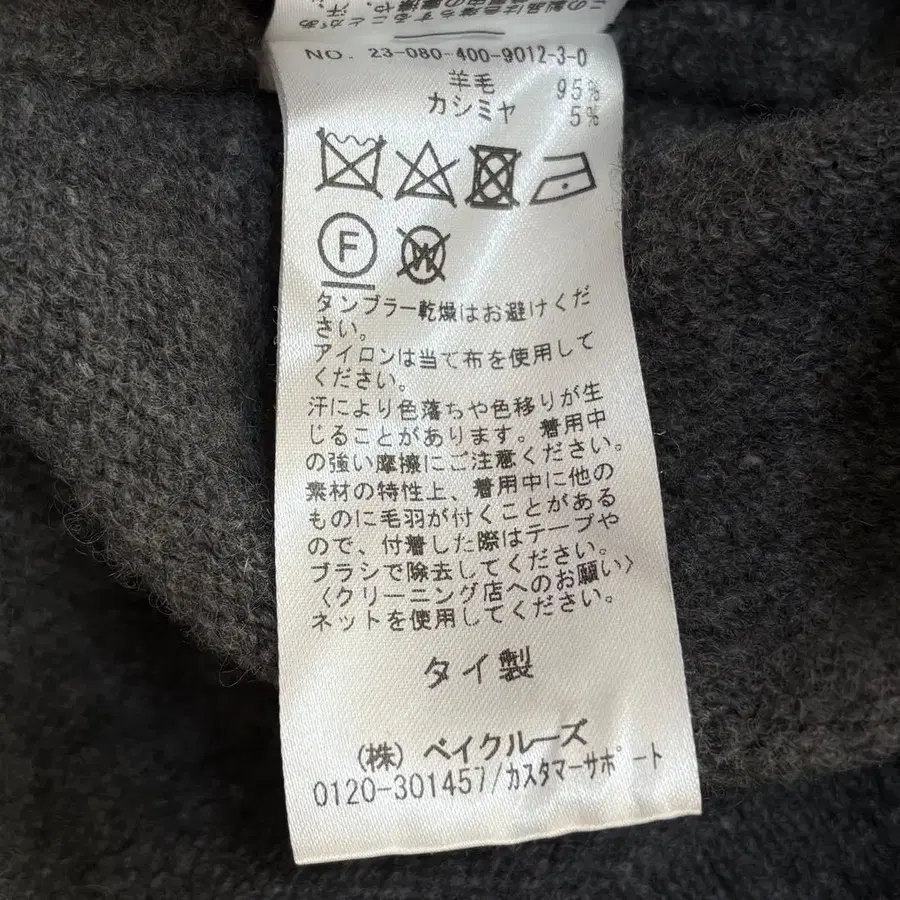 NO. 23-080-400-9012-3-0
羊毛 95%
カシミヤ 5%
F
W
タンブラー乾燥はお避けくだ
さい。
アイロンは当て布を使用して
ください。
汗により色落ちや色移りが生
じることがあります。着用中
の強い摩擦にご注意ください。
素材の特性上、着用中に他の
ものに毛羽が付くことがある
ので、付着した際はテープや
ブラシで除去してください。
〈クリーニング店へのお願い〉
ネットを使用してください。
タイ製
(株) ベイクルーズ
0120-301457/カスタマーサポート